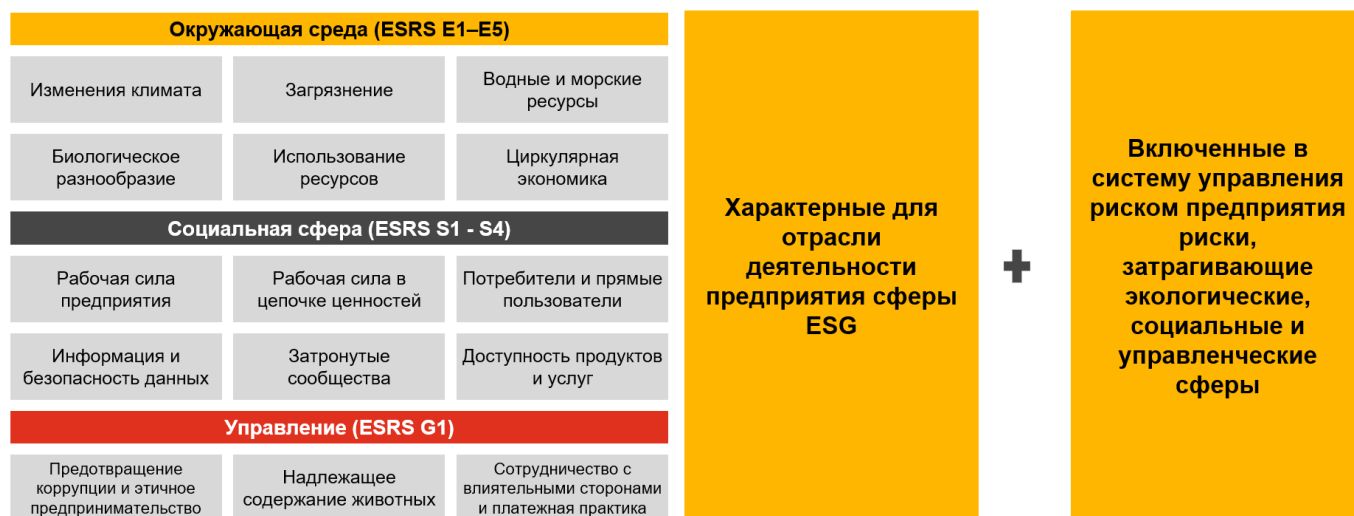 Окружающая среда (ESRS E1–E5)
Изменения климата
Загрязнение
Водные и морские
ресурсы
Биологическое
разнообразие
Использование
ресурсов
Циркулярная
экономика
Социальная сфера (ESRS S1 - S4)
Рабочая сила
предприятия
Рабочая сила в
цепочке ценностей
Потребители и прямые
пользователи
Информация и
безопасность данных
Затронутые
сообщества
Доступность продуктов
и услуг
Управление (ESRS G1)
Предотвращение
коррупции и этичное
предпринимательство
Надлежащее
содержание животных
Сотрудничество с
влиятельными сторонами
и платежная практика
Характерные для
отрасли
деятельности
предприятия сферы
ESG
Включенные в
систему управления
риском предприятия
риски,
затрагивающие
экологические,
социальные и
управленческие
сферы